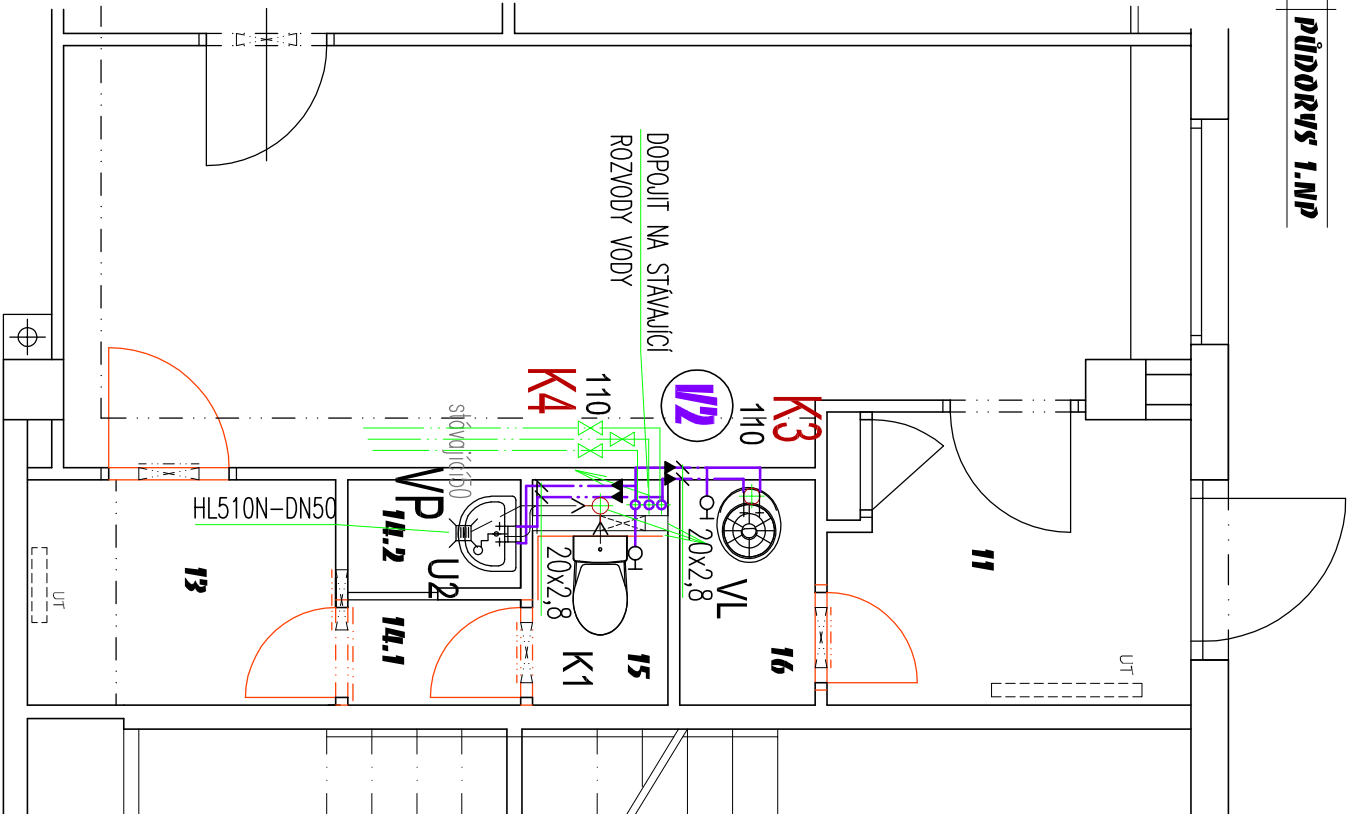 PŮDORYS 1.NP
DOPOJIT NA STÁVAJÍCÍ
ROZVODY VODY
K4
110
V2
110
K3
stávající50
VP
HL510N-DN50
14.2
U2
13
UT
14.1
20x2,8
K1
15
20x2,8
VL
16
11
UT